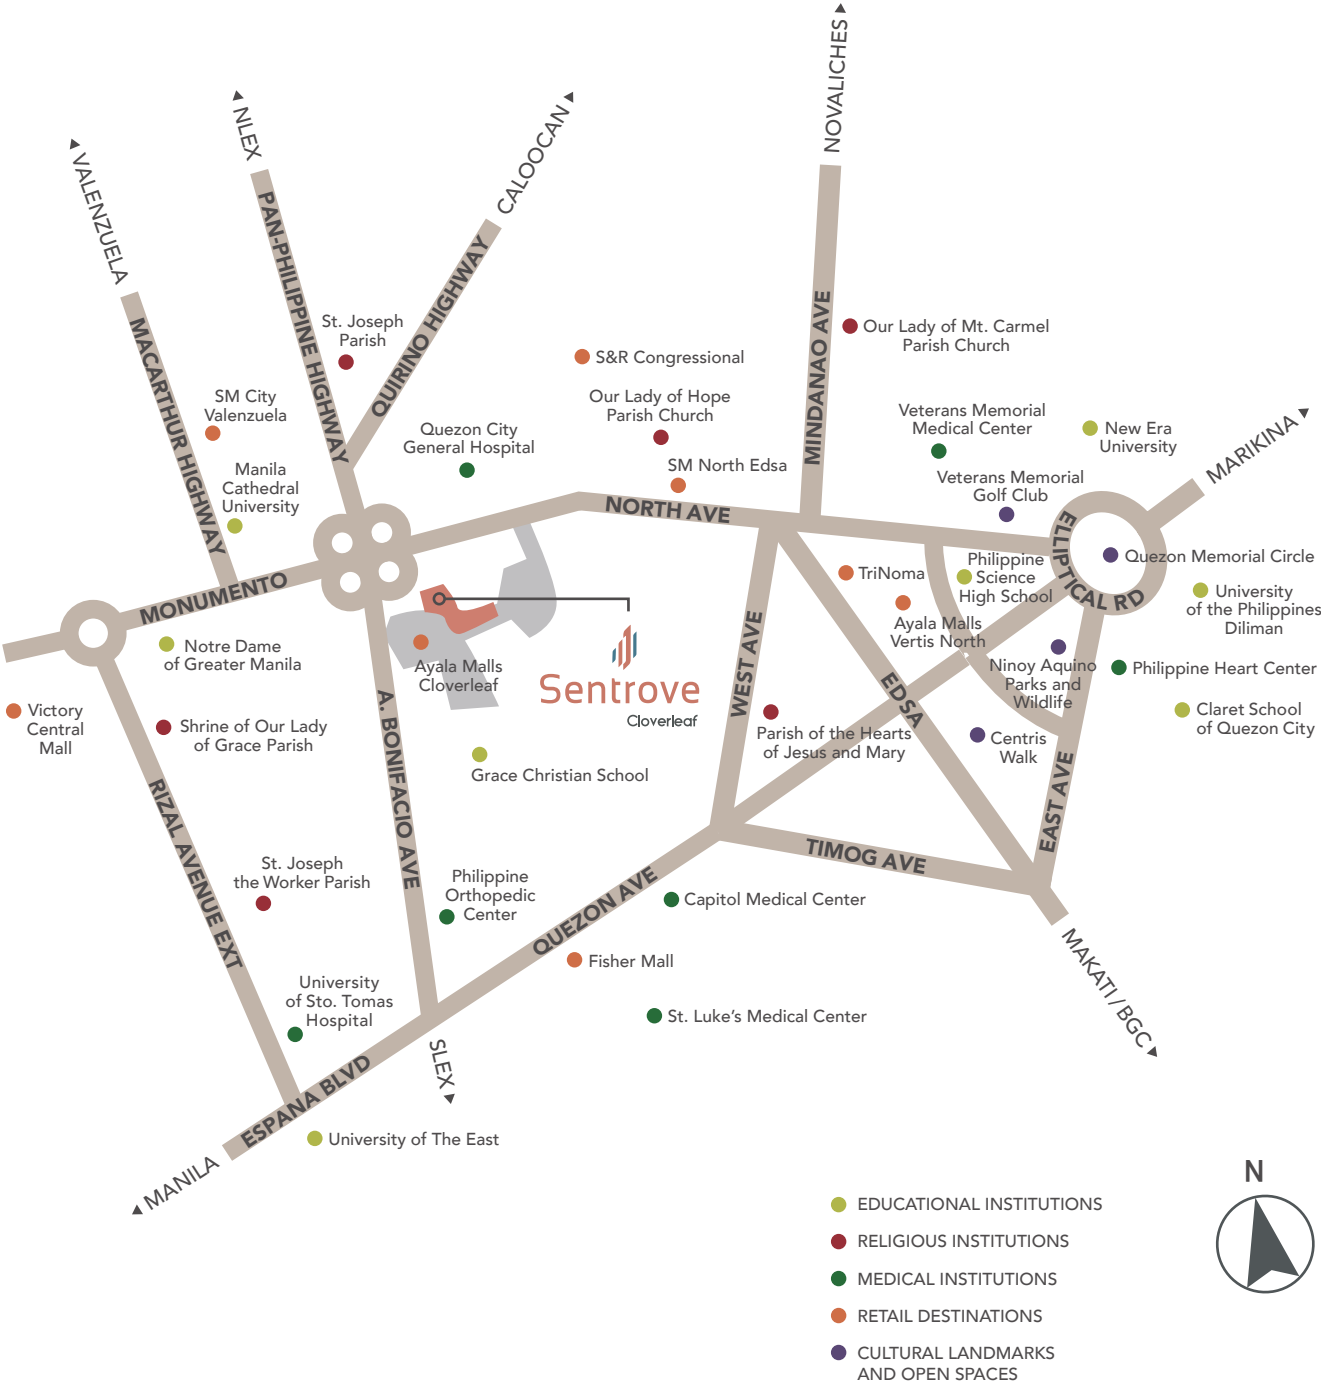 NOVALICHES
NLEX
CALOOCAN
VALENZUELA
PAN-PHILIPPINE HIGHWAY
QUIRINO HIGHWAY
MACARTHUR HIGHWAY
MINDANAO AVE
St. Joseph
Parish
Our Lady of Mt. Carmel
Parish Church
S&R Congressional
SM City
Valenzuela
Our Lady of Hope
Parish Church
Veterans Memorial
Medical Center
New Era
University
MARIKINA
Quezon City
General Hospital
Manila
Cathedral
University
SM North Edsa
Veterans Memorial
Golf Club
NORTH AVE
ELLIPTICAL RD
Quezon Memorial Circle
Philippine
Science
High School
TriNoma
University
of the Philippines
Diliman
MONUMENTO
Ayala Malls
Vertis North
Notre Dame
of Greater Manila
Ayala Malls
Cloverleaf
Sentrove
Cloverleaf
WEST AVE
EDSA
Ninoy Aquino
Parks and
Wildlife
Philippine Heart Center
Victory
Central
Mall
Shrine of Our Lady
of Grace Parish
A. BONIFACIO AVE
Parish of the Hearts
of Jesus and Mary
Centris
Walk
Claret School
of Quezon City
Grace Christian School
RIZAL AVENUE EXT
EAST AVE
TIMOG AVE
St. Joseph
the Worker Parish
Philippine
Orthopedic
Center
QUEZON AVE
Capitol Medical Center
Fisher Mall
MAKATI / BGC
University
of Sto. Tomas
Hospital
St. Luke's Medical Center
SLEX
ESPANA BLVD
University of The East
MANILA
N
EDUCATIONAL INSTITUTIONS
RELIGIOUS INSTITUTIONS
MEDICAL INSTITUTIONS
RETAIL DESTINATIONS
CULTURAL LANDMARKS
AND OPEN SPACES